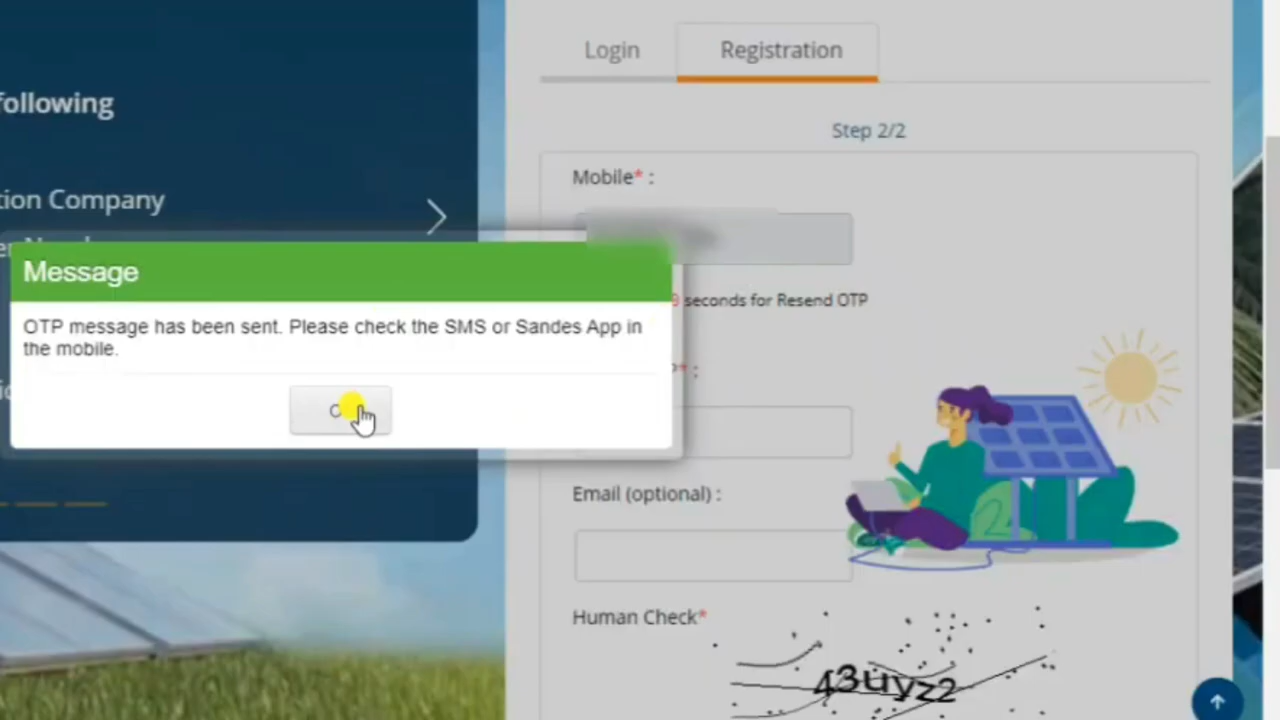 Login
Registration
following
Step 2/2
Mobile* :
tion Company
Message
seconds for Resend OTP
OTP message has been sent. Please check the SMS or Sandes App in
the mobile.
Email (optional) :
Human Check*
43uyz2